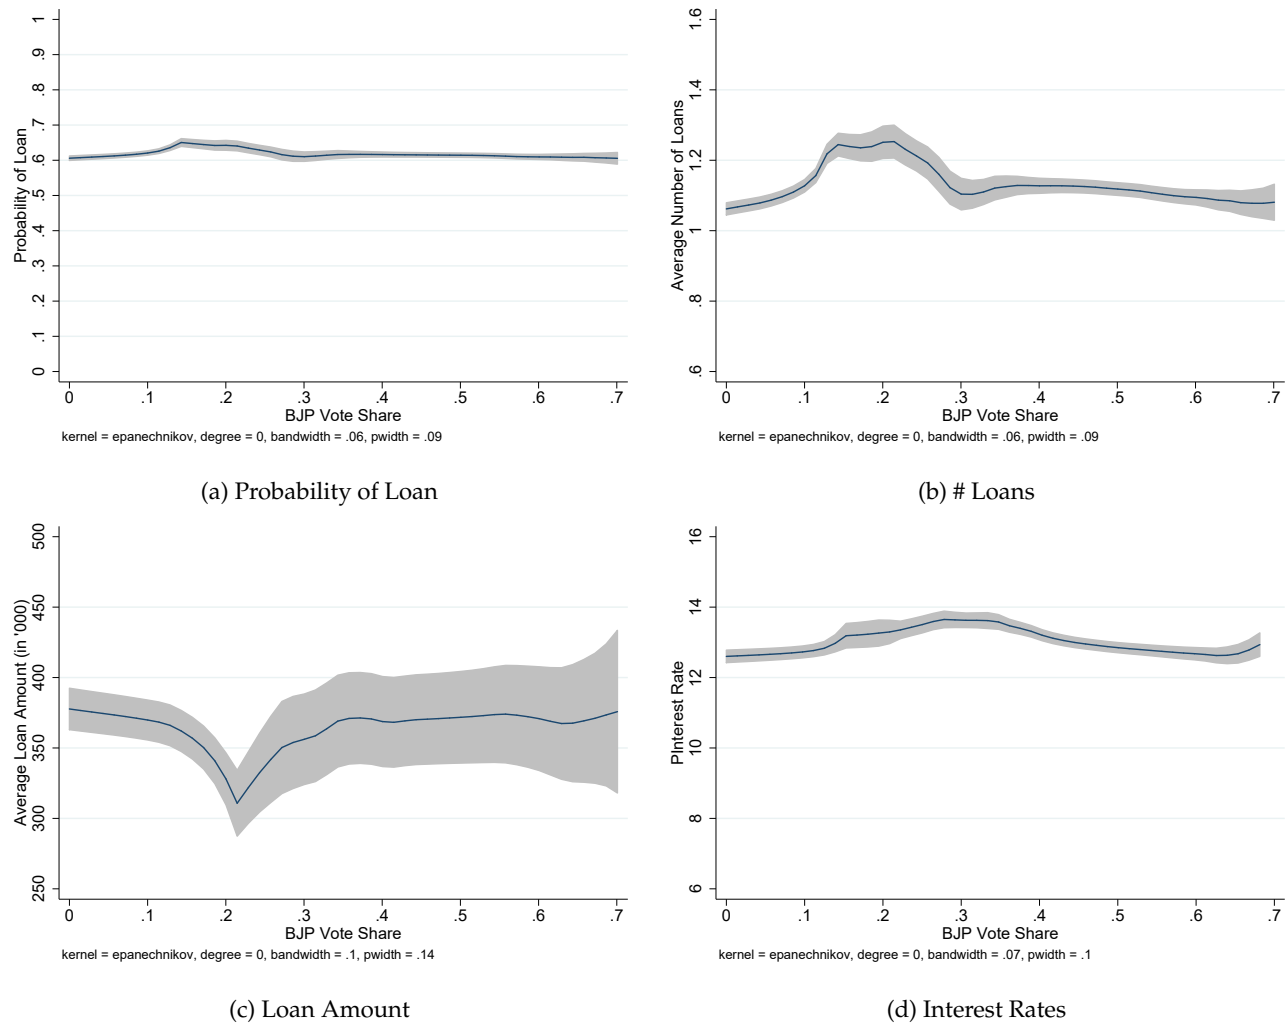 1
.9
.8
.7
.6
.5
.4
.3
.2
.1
0
Probability of Loan
0 .1 .2 .3 .4 .5 .6 .7
BJP Vote Share
kernel = epanechnikov, degree = 0, bandwidth = .06, pwidth = .09
(a) Probability of Loan
1.6
1.4
1.2
1
.8
.6
Average Number of Loans
0 .1 .2 .3 .4 .5 .6 .7
BJP Vote Share
kernel = epanechnikov, degree = 0, bandwidth = .06, pwidth = .09
(b) # Loans
500
450
400
350
300
250
Average Loan Amount (in '000)
0 .1 .2 .3 .4 .5 .6 .7
BJP Vote Share
kernel = epanechnikov, degree = 0, bandwidth = .1, pwidth = .14
(c) Loan Amount
16
14
12
10
8
6
PInterest Rate
0 .1 .2 .3 .4 .5 .6 .7
BJP Vote Share
kernel = epanechnikov, degree = 0, bandwidth = .07, pwidth = .1
(d) Interest Rates